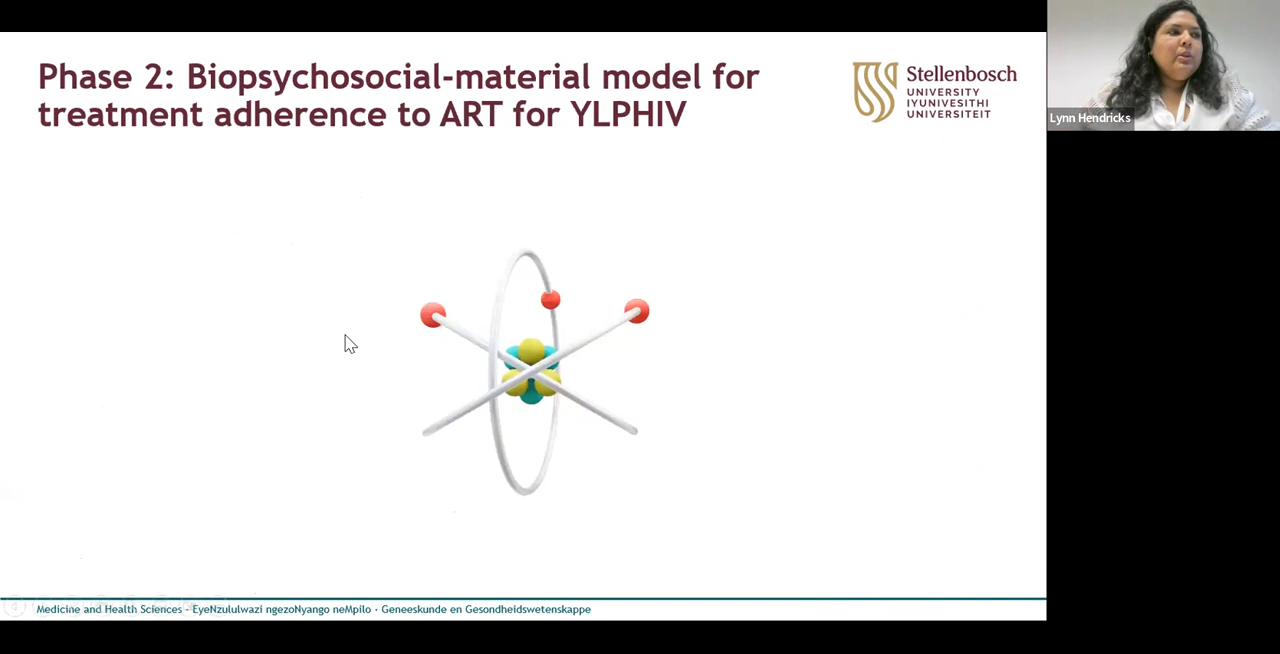 Phase 2: Biopsychosocial-material model for
treatment adherence to ART for YLPHIV
Stellenbosch
UNIVERSITY
IYUNIVESITHI
UNIVERSITEIT
Lynn Hendricks
Medicine and Health Sciences - EyeNzululwazi ngezoNyango neMpilo · Geneeskunde en Gesondheidswetenskappe